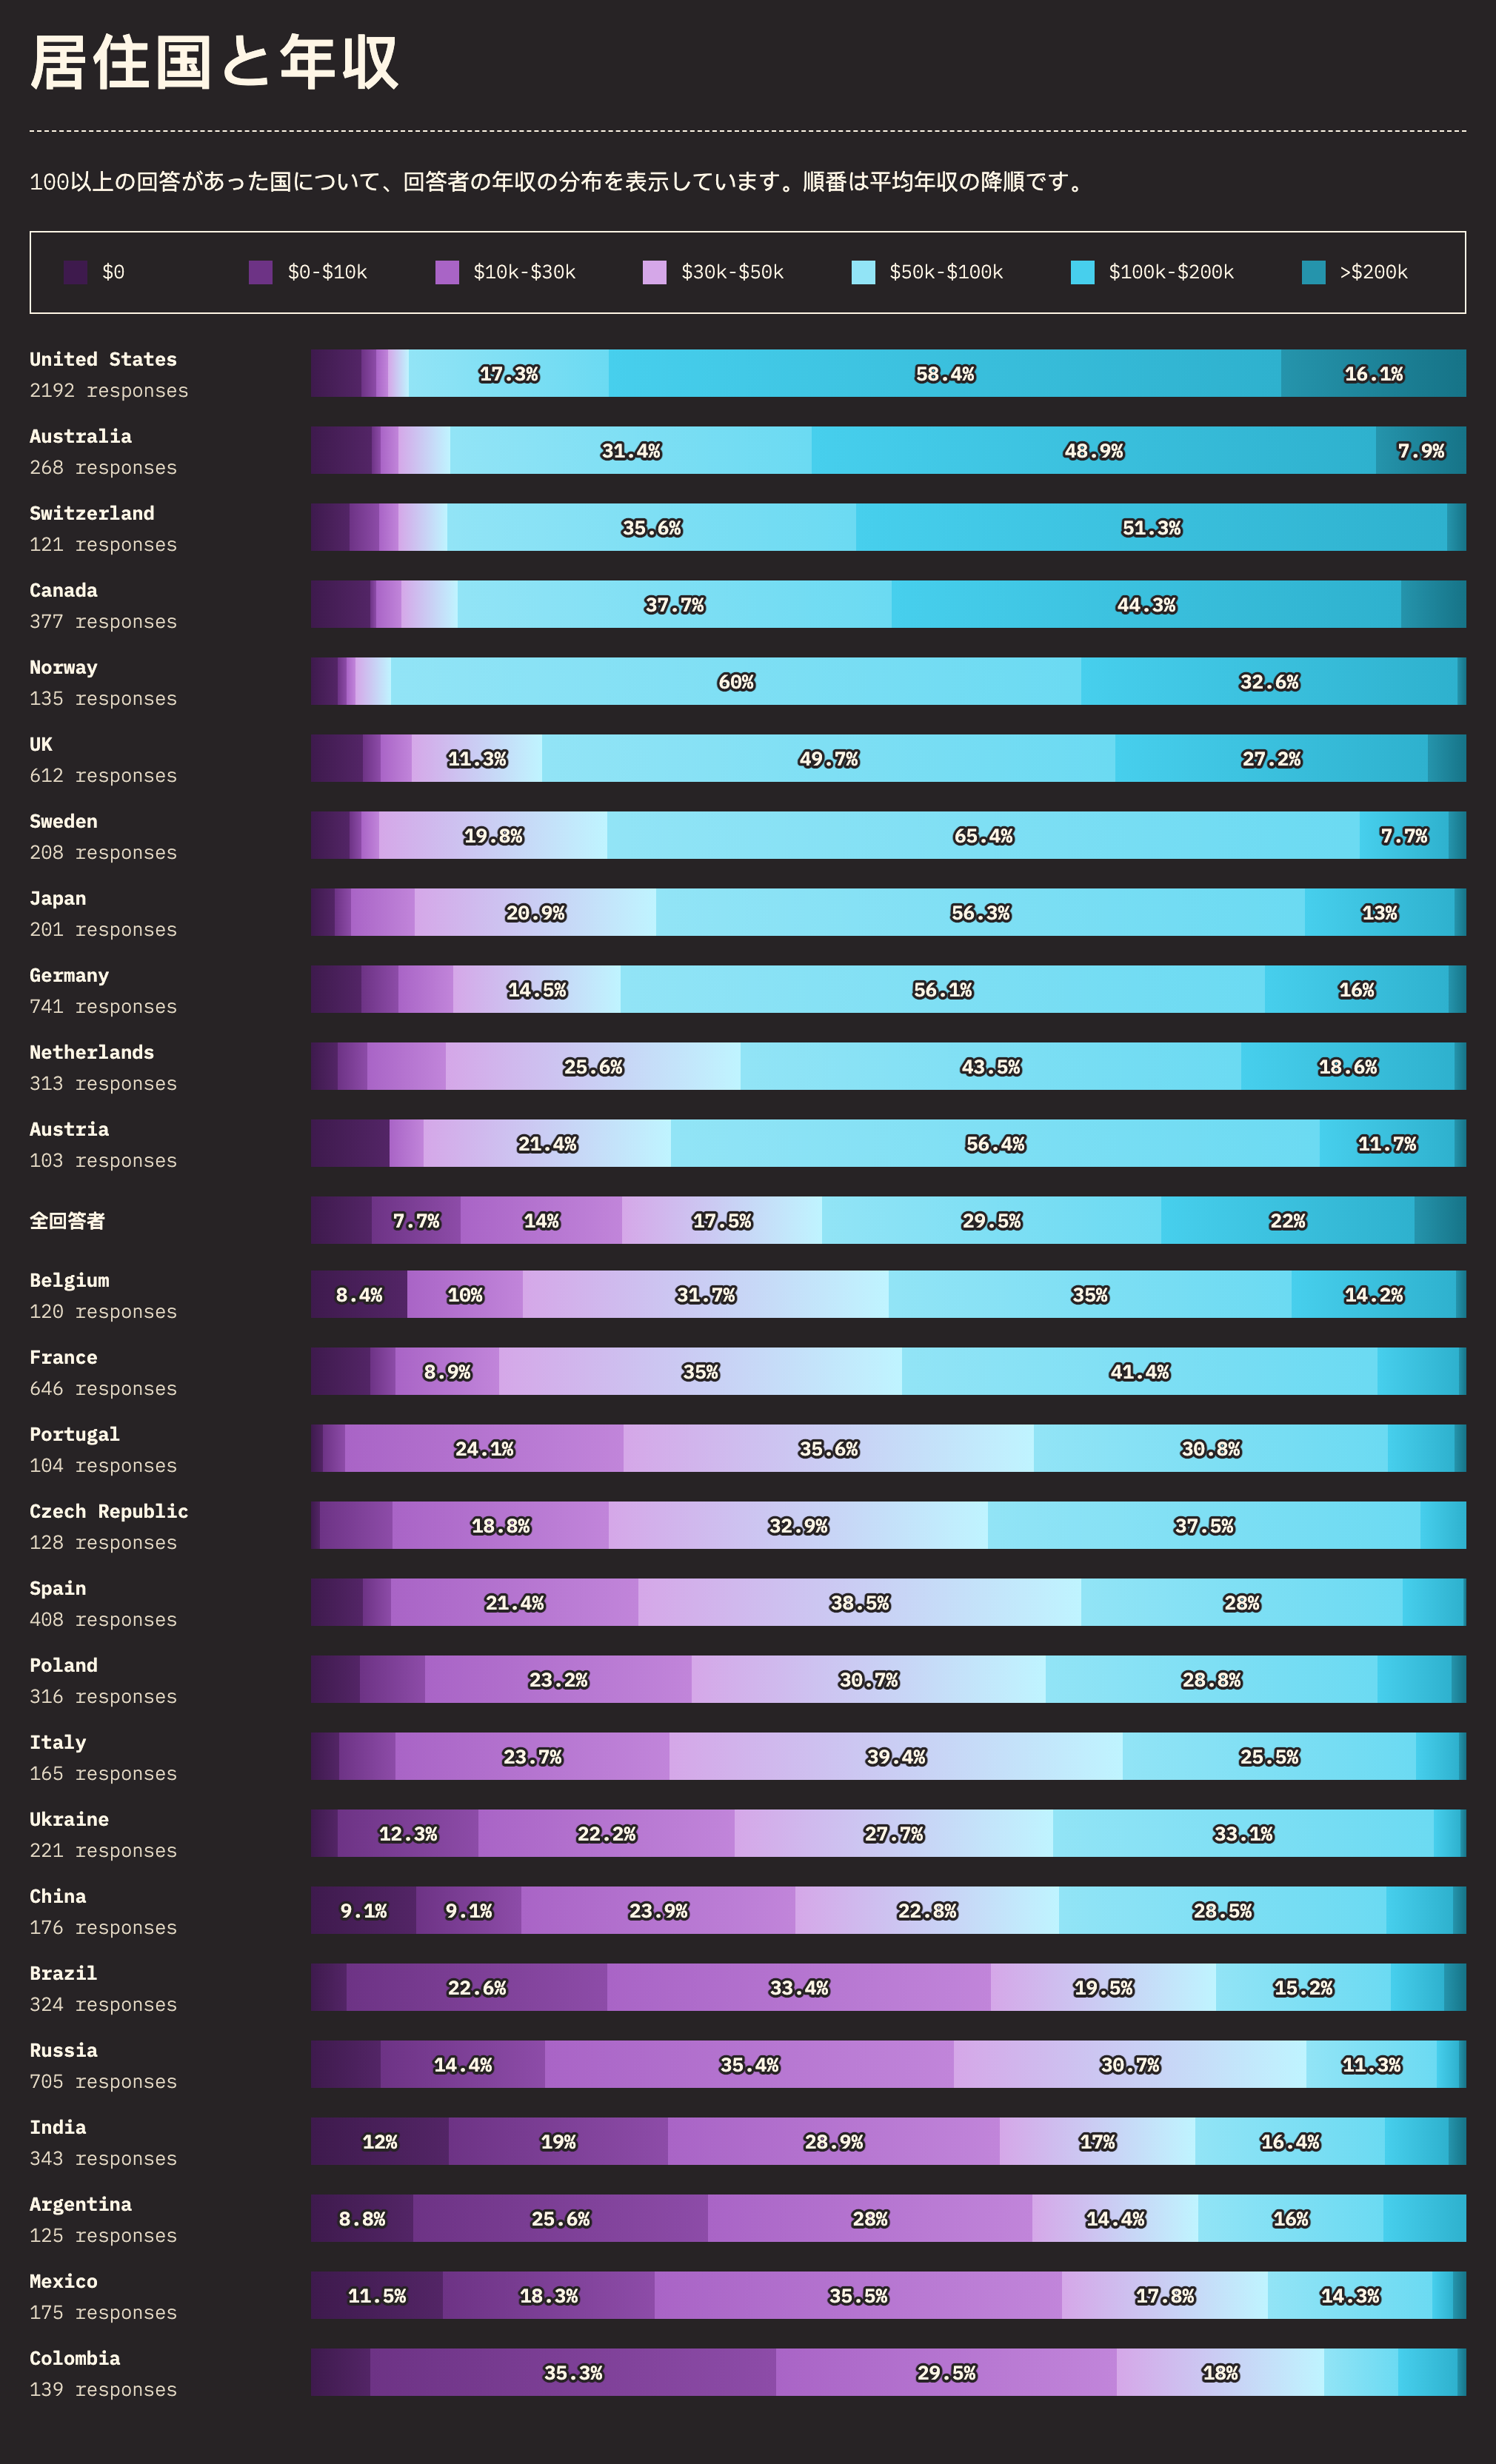 居住国と年収
100以上の回答があった国について、回答者の年収の分布を表示しています。順番は平均年収の降順です。
$0 $0-$10k $10k-$30k $30k-$50k $50k-$100k $100k-$200k >$200k
United States
17.3% 58.4% 16.1%
2192 responses
Australia
31.4% 48.9% 7.9%
268 responses
Switzerland
35.6% 51.3%
121 responses
Canada
37.7% 44.3%
377 responses
Norway
60% 32.6%
135 responses
UK
11.3% 49.7% 27.2%
612 responses
Sweden
19.8% 65.4% 7.7%
208 responses
Japan
20.9% 56.3% 13%
201 responses
Germany
14.5% 56.1% 16%
741 responses
Netherlands
25.6% 43.5% 18.6%
313 responses
Austria
21.4% 56.4% 11.7%
103 responses
全回答者 7.7% 14% 17.5% 29.5% 22%
Belgium
8.4% 10% 31.7% 35% 14.2%
120 responses
France
8.9% 35% 41.4%
646 responses
Portugal
24.1% 35.6% 30.8%
104 responses
Czech Republic
18.8% 32.9% 37.5%
128 responses
Spain
21.4% 38.5% 28%
408 responses
Poland
23.2% 30.7% 28.8%
316 responses
Italy
23.7% 39.4% 25.5%
165 responses
Ukraine
12.3% 22.2% 27.7% 33.1%
221 responses
China
9.1% 9.1% 23.9% 22.8% 28.5%
176 responses
Brazil
22.6% 33.4% 19.5% 15.2%
324 responses
Russia
14.4% 35.4% 30.7% 11.3%
705 responses
India
12% 19% 28.9% 17% 16.4%
343 responses
Argentina
8.8% 25.6% 28% 14.4% 16%
125 responses
Mexico
11.5% 18.3% 35.5% 17.8% 14.3%
175 responses
Colombia
35.3% 29.5% 18%
139 responses